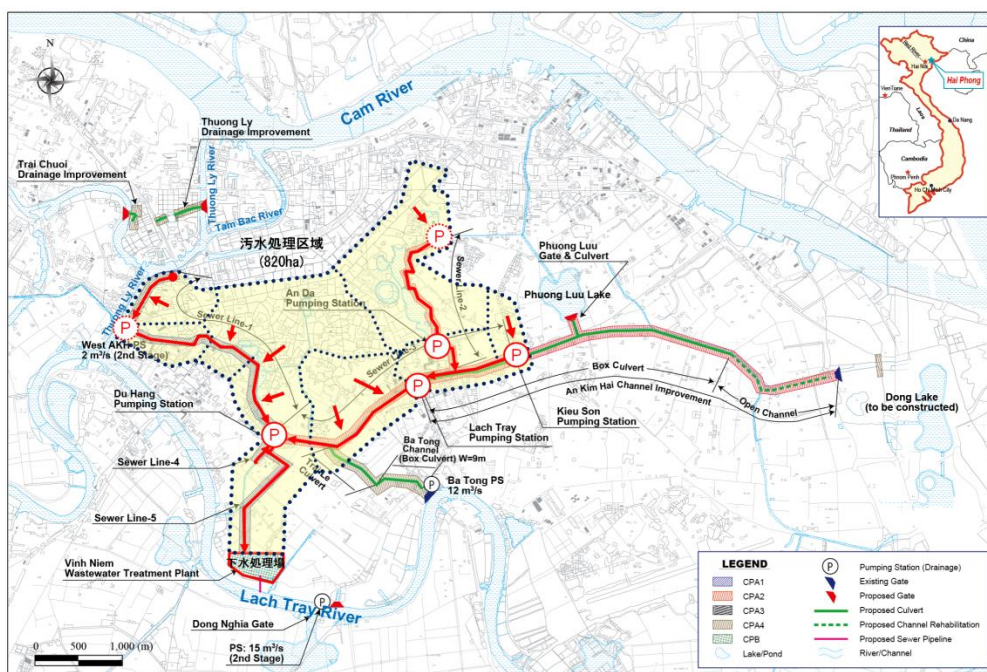 N
Cam River
Thuong Ly
Drainage Improvement
Trai Chuoi
Drainage Improvement
Thuong Ly River
Tam Bac River
汚水処理区域
(820ha)
Thuong Ly River
An Da
Pumping Station
Sewer Line-1
Sewer Line-2
West AKH PS
2 m³/s (2nd Stage)
Phuong Luu
Gate & Culvert
Phuong Luu Lake
Box Culvert
An Kim Hai Channel Improvement
Open Channel
Dong Lake
(to be constructed)
Kieu Son
Pumping Station
Lach Tray
Pumping Station
Du Hang
Pumping Station
Ba Tong
Channel
(Box Culvert) W=9m
Ba Tong PS
12 m³/s
Culvert
Sewer Line-4
Sewer Line-5
Vinh Niem
Wastewater Treatment Plant
下水処理場
Lach Tray River
Dong Nghia Gate
PS: 15 m³/s
(2nd Stage)
P
P
P
P
P
P
P
P
0 500 1,000 (m)
China
Red River
Ha Noi
Hai Phong
VienTiane
Laos
Da Nang
Thailand
Cambodia
Phnom Penh
Ho Chi Minh City
LEGEND
CPA1
CPA2
CPA3
CPA4
CPB
Lake/Pond
P
Pumping Station (Drainage)
Existing Gate
Proposed Gate
Proposed Culvert
Proposed Channel Rehabilitation
Proposed Sewer Pipeline
River/Channel